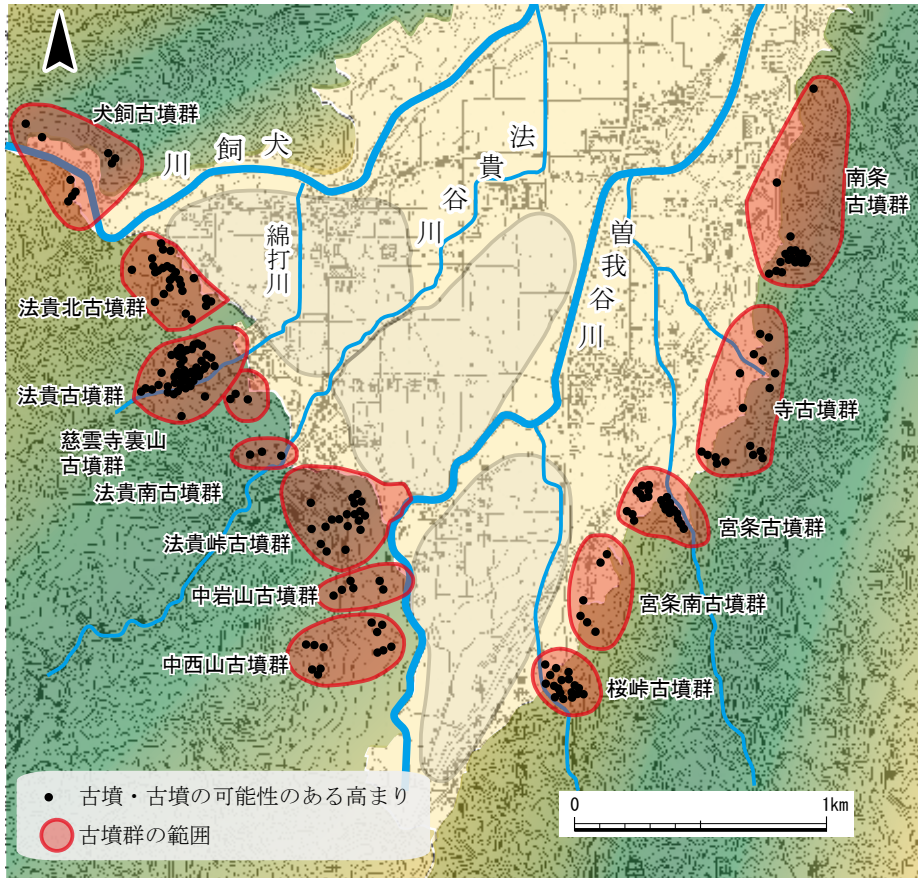 犬飼古墳群
犬飼川
法貴谷川
綿打川
曽我谷川
南条
古墳群
法貴北古墳群
法貴古墳群
慈雲寺裏山
古墳群
法貴南古墳群
法貴峠古墳群
中岩山古墳群
中西山古墳群
寺古墳群
宮条古墳群
宮条南古墳群
桜峠古墳群
古墳・古墳の可能性のある高まり
古墳群の範囲
0 1km